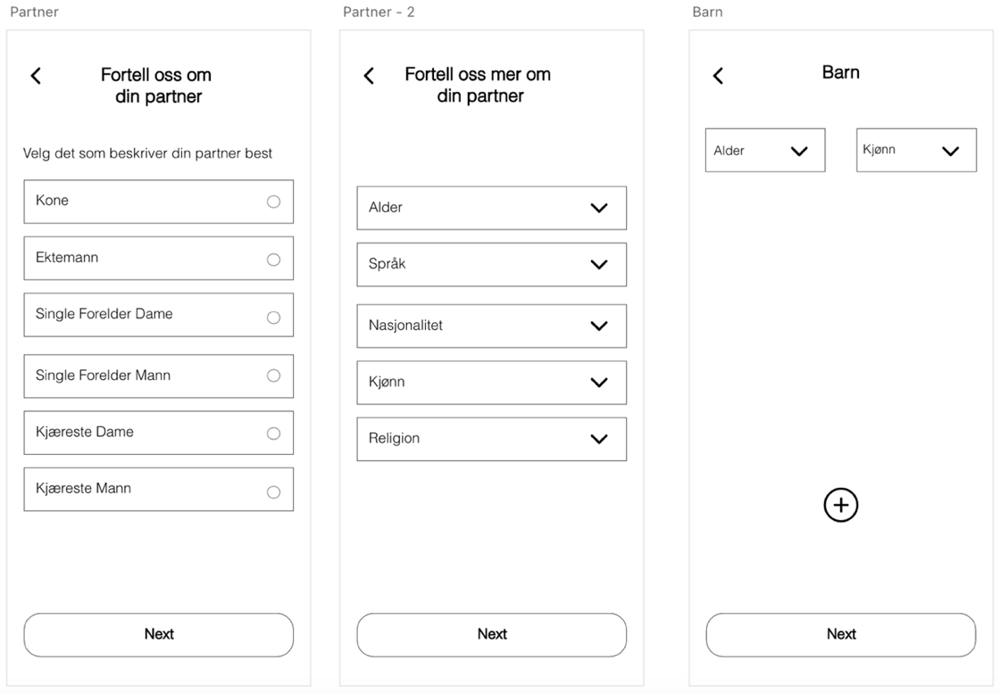 Partner
Fortell oss om
din partner
Velg det som beskriver din partner best
Kone
Ektemann
Single Forelder Dame
Single Forelder Mann
Kjæreste Dame
Kjæreste Mann
Next
Partner - 2
Fortell oss mer om
din partner
Alder
Språk
Nasjonalitet
Kjønn
Religion
Next
Barn
Barn
Alder
Kjønn
Next